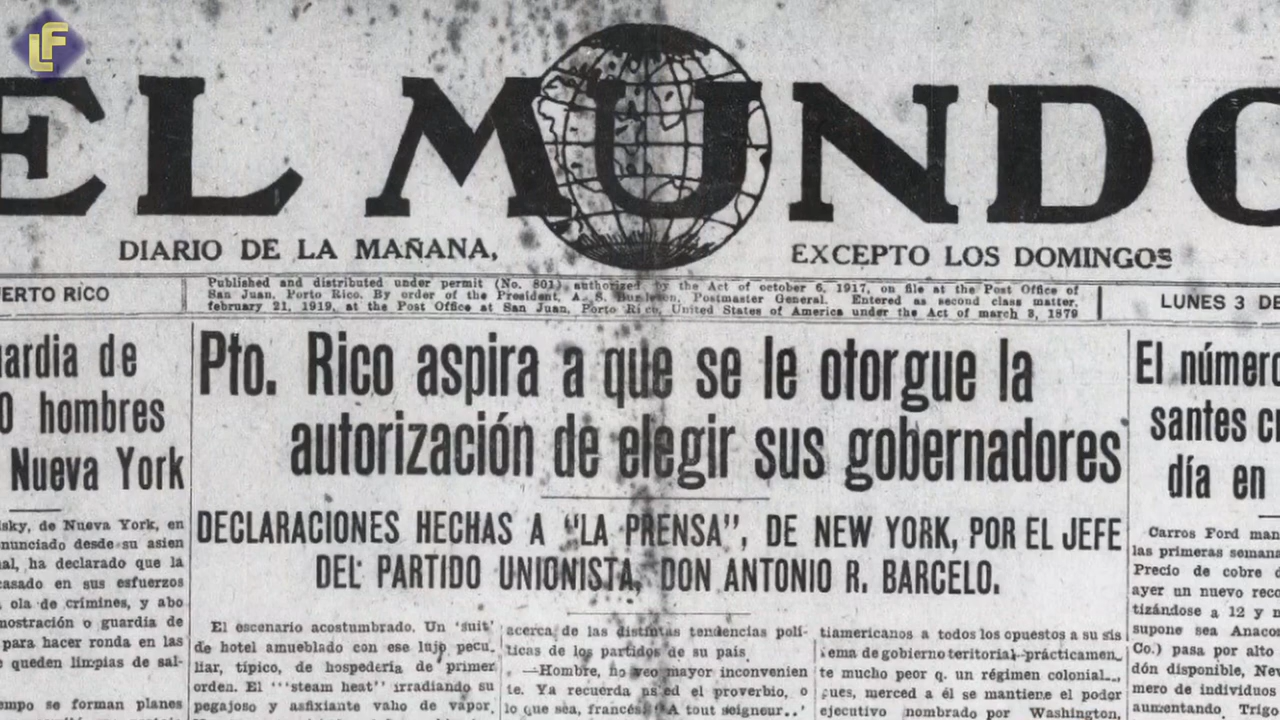 LF
EL MUNDO
DIARIO DE LA MAÑANA,
EXCEPTO LOS DOMINGOS
ERTO RICO
Published and distributed under permit (No. 801) authorized by the Act of october 6, 1917, on file at the Post Office of
San Juan, Porto Rico. By order of the President, A. S. Burleson, Postmaster General. Entered as second class matter,
february 21, 1919, at the Post Office at San Juan, Porto Rico, United States of America under the Act of march 3, 1879
LUNES 3 DE
ardia de
0 hombres
Nueva York
sky, de Nueva York, en
nunciado desde su asien
al, ha declarado que la
casado en sus esfuerzos
ola de crimenes, y abo
mostración o guardia de
para hacer ronda en las
queden limpias de sal-
empo se forman planes
Pto. Rico aspira a que se le otorgue la
autorización de elegir sus gobernadores
DECLARACIONES HECHAS A "LA PRENSA", DE NEW YORK, POR EL JEFE
DEL PARTIDO UNIONISTA, DON ANTONIO R. BARCELO.
El escenario acostumbrado. Un 'suit'
de hotel amueblado con ese lujo pecu.
liar, típico, de hospedería de primer
orden. El '"steam heat" irradiando su
pegajoso y asfixiante vaho de vapor.
acerca de las distintas tendencias polí-
ticas de los partidos de su país
—Hombre, no veo mayor inconvenien
te. Ya recuerda usted el proverbio, o
lo que sea, francés. "A tout seigneur..'
tiamericanos a todos los opuestos a su sis
tema de gobierno teritorial prácticamen.
te mucho peor q. un régimen colonial..,
pues, merced a él se mantiene el poder
ejecutivo nombrado por Washington,
El número
santes c
día en
Carros Ford man
las primeras semana
Precio de cobre d
ayer un nuevo reco
tizándose a 12 y m
supone sea Anaco
Co.) pasa por alto
dón disponible, New
mero de individuos
aumentando. Trigo